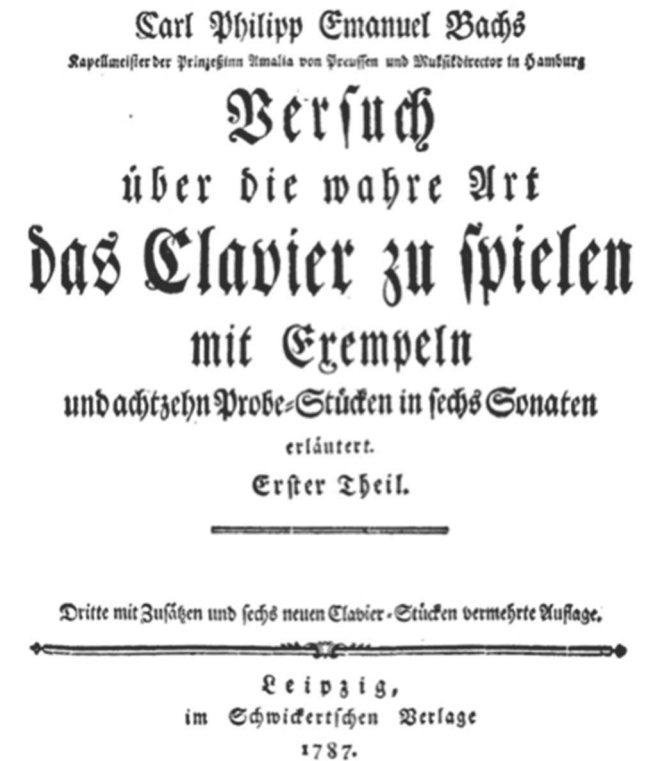 Carl Philipp Emanuel Bachs
Kapellmeister der Prinzeßinn Amalia von Preussen und Musikdirector in Hamburg
Versuch
über die wahre Art
das Clavier zu spielen
mit Exempeln
und achtzehn Probe-Stücken in sechs Sonaten
erläutert.
Erster Theil.
Dritte mit Zusätzen und sechs neuen Clavier-Stücken vermehrte Auflage.
Leipzig,
im Schwickertschen Verlage
1787.